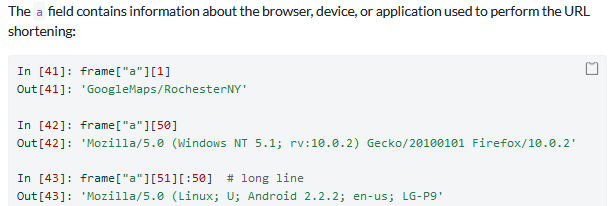 The a field contains information about the browser, device, or application used to perform the URL
shortening:
In [41]: frame["a"][1]
Out[41]: 'GoogleMaps/RochesterNY'
In [42]: frame["a"][50]
Out[42]: 'Mozilla/5.0 (Windows NT 5.1; rv:10.0.2) Gecko/20100101 Firefox/10.0.2'
In [43]: frame["a"][51][:50]  # long line
Out[43]: 'Mozilla/5.0 (Linux; U; Android 2.2.2; en-us; LG-P9'